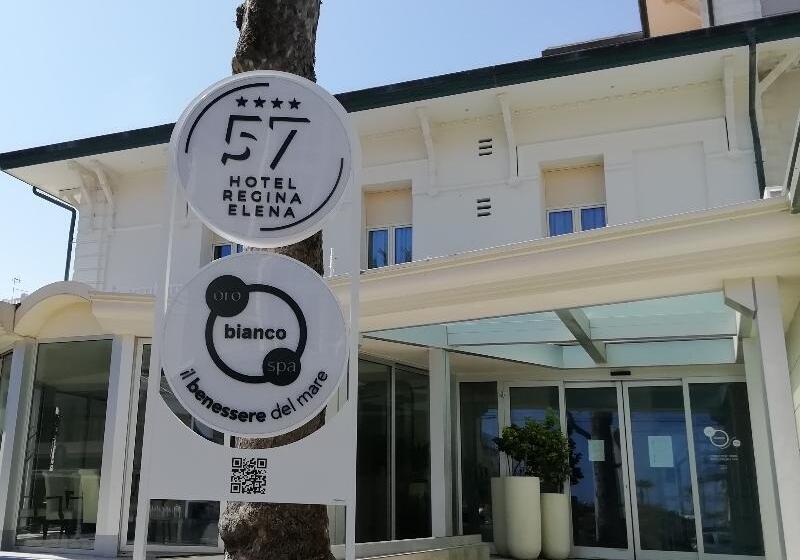 ★★★★
57
HOTEL
REGINA
ELENA
oro
bianco
spa
il benessere del mare